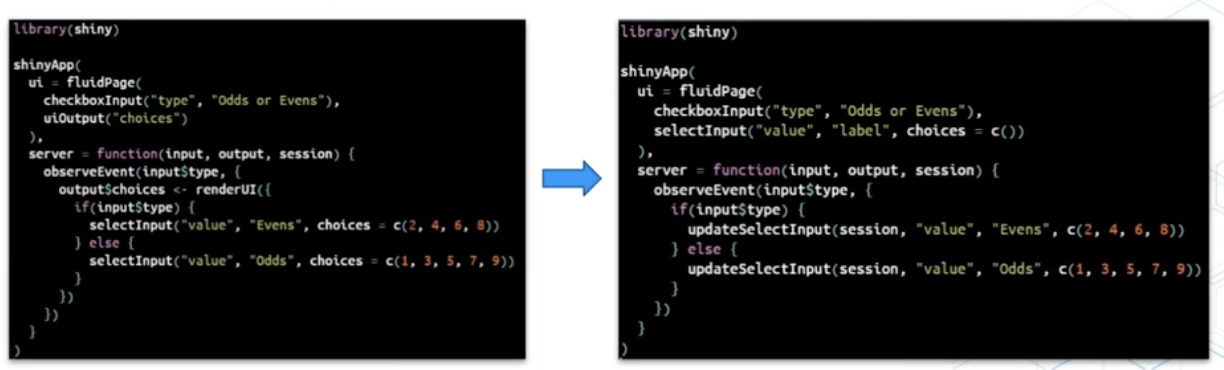 library(shiny)
shinyApp(
  ui = fluidPage(
    checkboxInput("type", "Odds or Evens"),
    uiOutput("choices")
  ),
  server = function(input, output, session) {
    observeEvent(input$type, {
      output$choices <- renderUI({
        if(input$type) {
          selectInput("value", "Evens", choices = c(2, 4, 6, 8))
        } else {
          selectInput("value", "Odds", choices = c(1, 3, 5, 7, 9))
        }
      })
    })
  }
)
library(shiny)
shinyApp(
  ui = fluidPage(
    checkboxInput("type", "Odds or Evens"),
    selectInput("value", "label", choices = c())
  ),
  server = function(input, output, session) {
    observeEvent(input$type, {
      if(input$type) {
        updateSelectInput(session, "value", "Evens", c(2, 4, 6, 8))
      } else {
        updateSelectInput(session, "value", "Odds", c(1, 3, 5, 7, 9))
      }
    })
  }
)